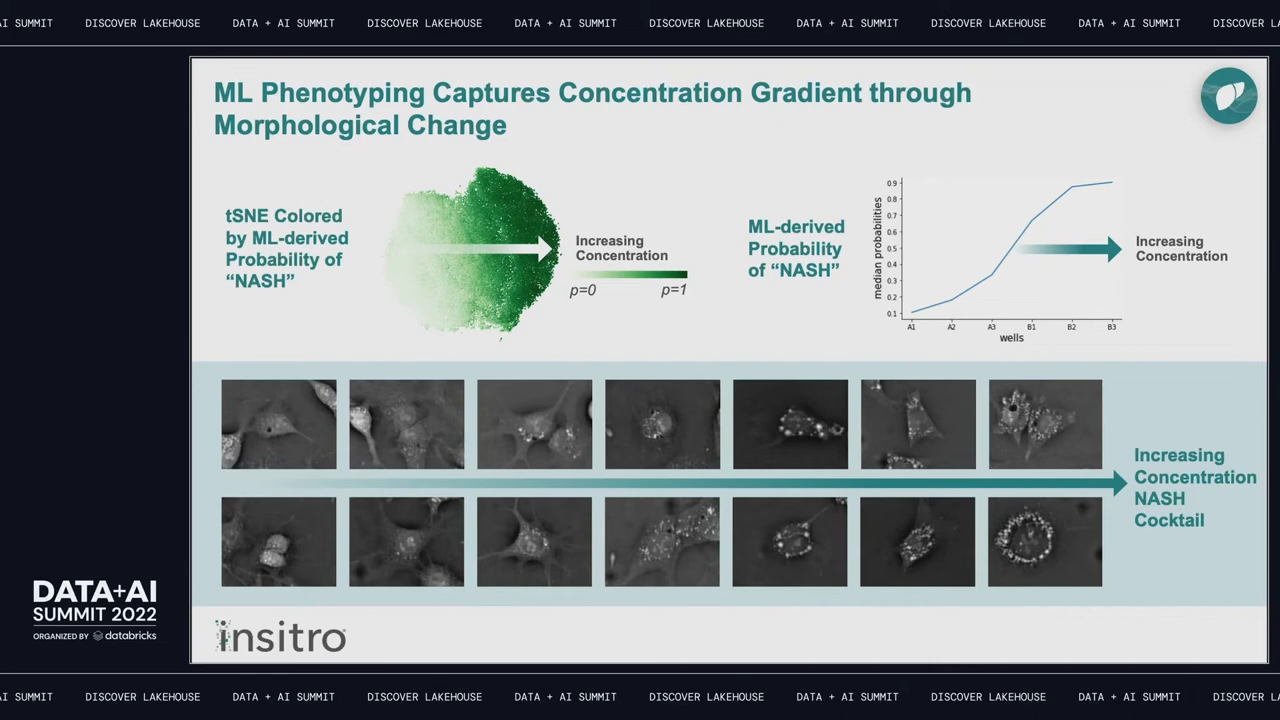 AI SUMMIT DISCOVER LAKEHOUSE DATA + AI SUMMIT DISCOVER LAKEHOUSE DATA + AI SUMMIT DISCOVER LAKEHOUSE DATA + AI SUMMIT DISCOVER LAKEHOUSE DATA + AI SUMMIT DISCOVER L
ML Phenotyping Captures Concentration Gradient through
Morphological Change
tSNE Colored
by ML-derived
Probability of
“NASH”
Increasing
Concentration
p=0 p=1
ML-derived
Probability
of “NASH”
median probabilities
0.9
0.8
0.7
0.6
0.5
0.4
0.3
0.2
0.1
A1 A2 A3 B1 B2 B3
wells
Increasing
Concentration
Increasing
Concentration
NASH
Cocktail
DATA+AI
SUMMIT 2022
ORGANIZED BY databricks
insitro
AI SUMMIT DISCOVER LAKEHOUSE DATA + AI SUMMIT DISCOVER LAKEHOUSE DATA + AI SUMMIT DISCOVER LAKEHOUSE DATA + AI SUMMIT DISCOVER LAKEHOUSE DATA + AI SUMMIT DISCOVER L